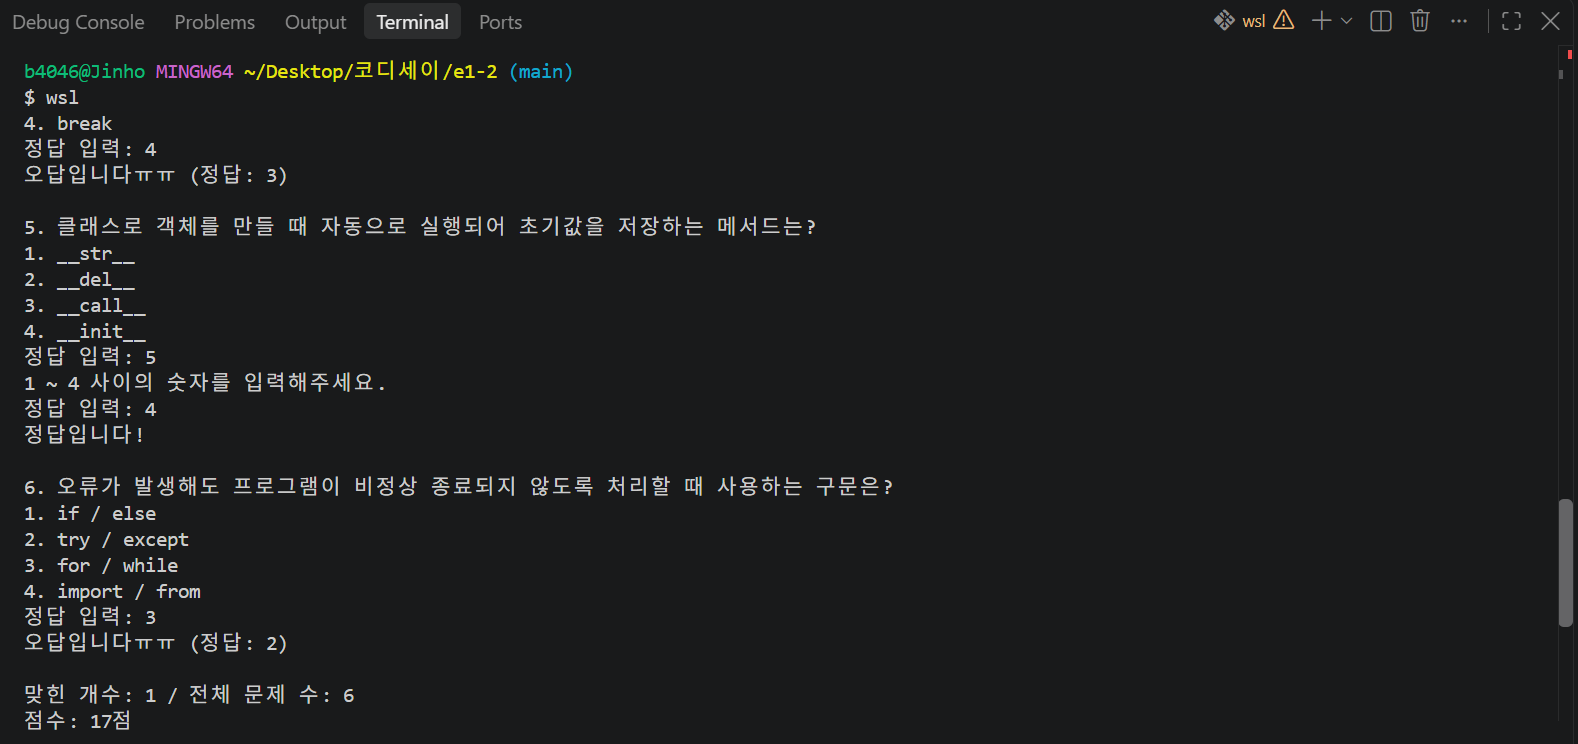 Debug Console Problems Output Terminal Ports wsl
b4046@Jinho MINGW64 ~/Desktop/코디세이/e1-2 (main)
$ wsl
4. break
정답 입력: 4
오답입니다ㅠㅠ (정답: 3)
5. 클래스로 객체를 만들 때 자동으로 실행되어 초기값을 저장하는 메서드는?
1. __str__
2. __del__
3. __call__
4. __init__
정답 입력: 5
1 ~ 4 사이의 숫자를 입력해주세요.
정답 입력: 4
정답입니다!
6. 오류가 발생해도 프로그램이 비정상 종료되지 않도록 처리할 때 사용하는 구문은?
1. if / else
2. try / except
3. for / while
4. import / from
정답 입력: 3
오답입니다ㅠㅠ (정답: 2)
맞힌 개수: 1 / 전체 문제 수: 6
점수: 17점